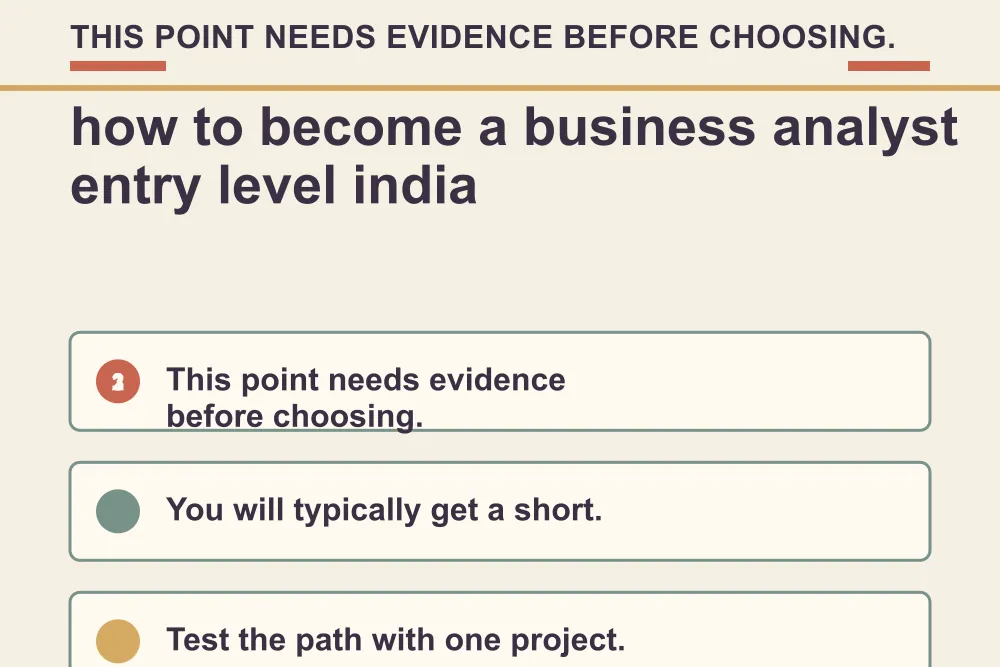 THIS POINT NEEDS EVIDENCE BEFORE CHOOSING.
how to become a business analyst
entry level india
This point needs evidence
before choosing.
You will typically get a short.
Test the path with one project.